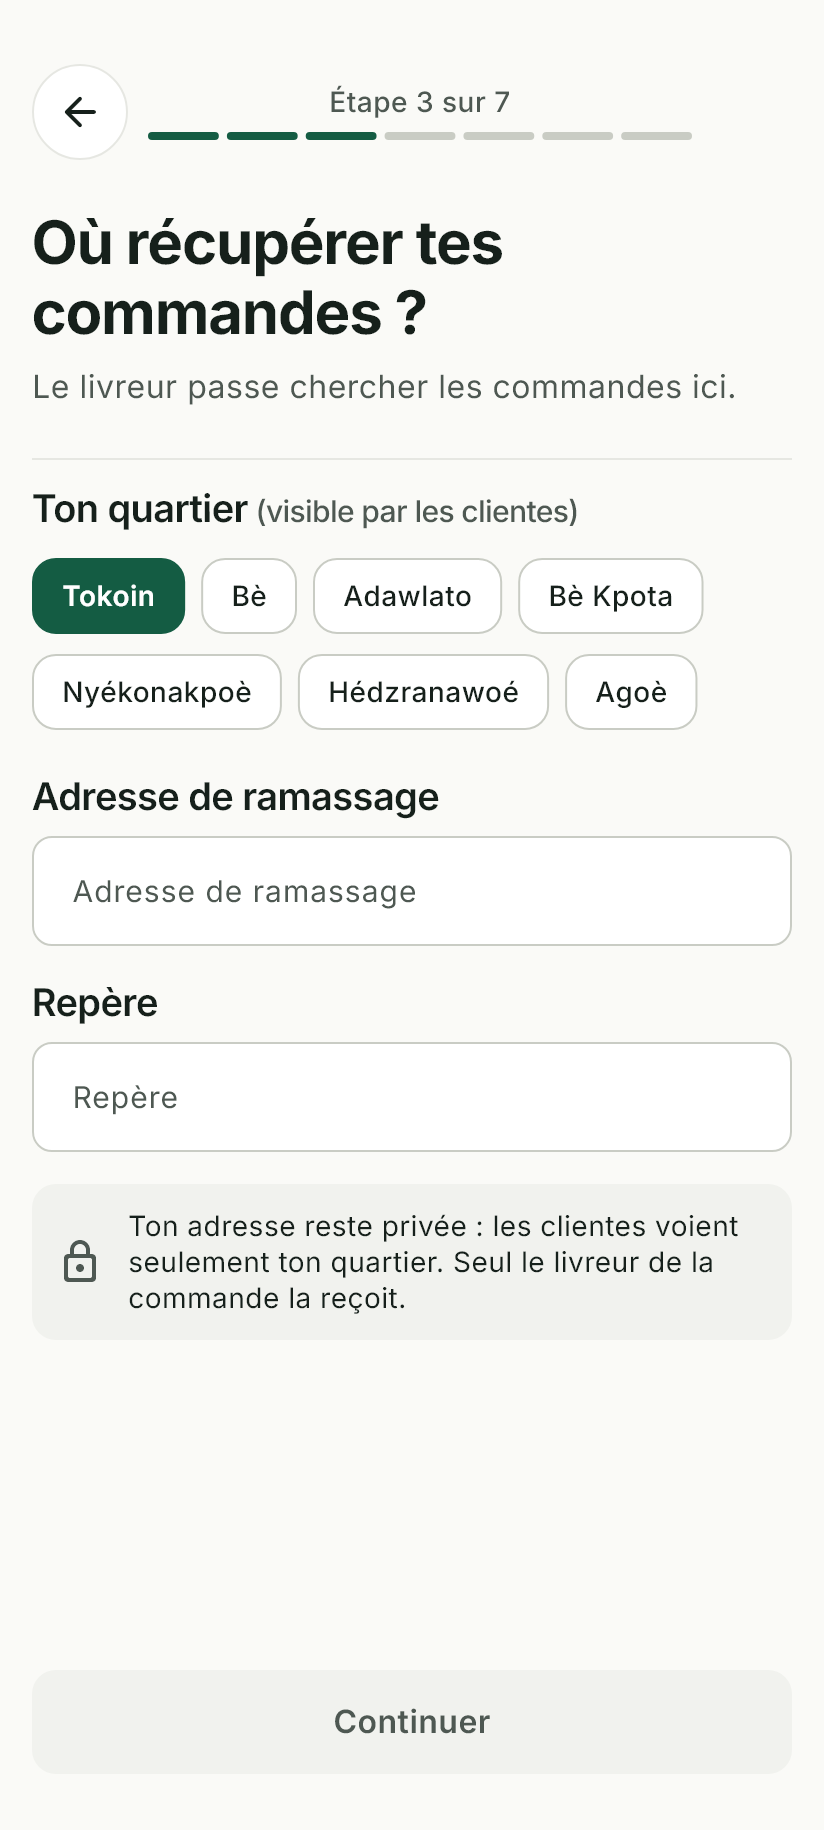 Étape 3 sur 7
Où récupérer tes
commandes ?
Le livreur passe chercher les commandes ici.
Ton quartier (visible par les clientes)
Tokoin Bè Adawlato Bè Kpota
Nyékonakpoè Hédzranawoé Agoè
Adresse de ramassage
Adresse de ramassage
Repère
Repère
Ton adresse reste privée : les clientes voient
seulement ton quartier. Seul le livreur de la
commande la reçoit.
Continuer